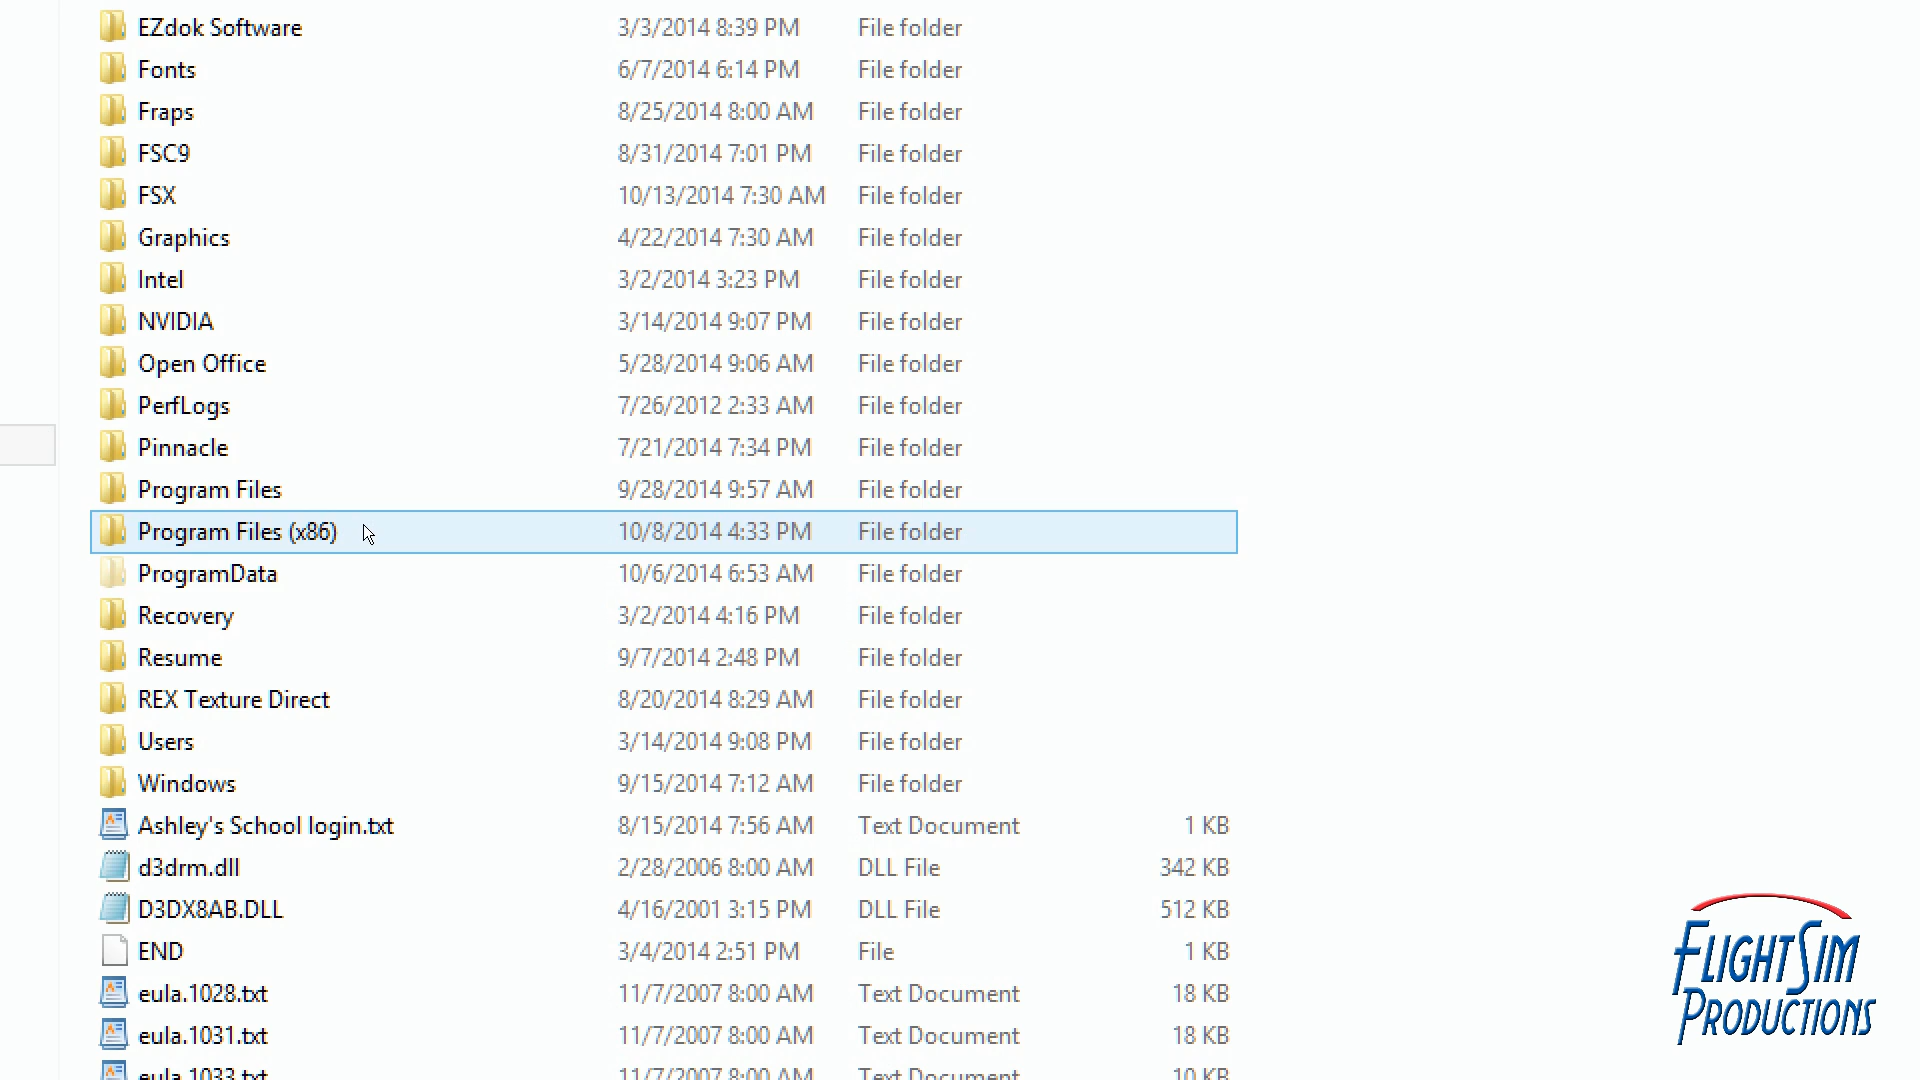 EZdok Software 3/3/2014 8:39 PM File folder
Fonts 6/7/2014 6:14 PM File folder
Fraps 8/25/2014 8:00 AM File folder
FSC9 8/31/2014 7:01 PM File folder
FSX 10/13/2014 7:30 AM File folder
Graphics 4/22/2014 7:30 AM File folder
Intel 3/2/2014 3:23 PM File folder
NVIDIA 3/14/2014 9:07 PM File folder
Open Office 5/28/2014 9:06 AM File folder
PerfLogs 7/26/2012 2:33 AM File folder
Pinnacle 7/21/2014 7:34 PM File folder
Program Files 9/28/2014 9:57 AM File folder
Program Files (x86) 10/8/2014 4:33 PM File folder
ProgramData 10/6/2014 6:53 AM File folder
Recovery 3/2/2014 4:16 PM File folder
Resume 9/7/2014 2:48 PM File folder
REX Texture Direct 8/20/2014 8:29 AM File folder
Users 3/14/2014 9:08 PM File folder
Windows 9/15/2014 7:12 AM File folder
Ashley's School login.txt 8/15/2014 7:56 AM Text Document 1 KB
d3drm.dll 2/28/2006 8:00 AM DLL File 342 KB
D3DX8AB.DLL 4/16/2001 3:15 PM DLL File 512 KB
END 3/4/2014 2:51 PM File 1 KB
eula.1028.txt 11/7/2007 8:00 AM Text Document 18 KB
eula.1031.txt 11/7/2007 8:00 AM Text Document 18 KB
eula.1033.txt 11/7/2007 8:00 AM Text Document 10 KB
FLIGHTSIM
PRODUCTIONS